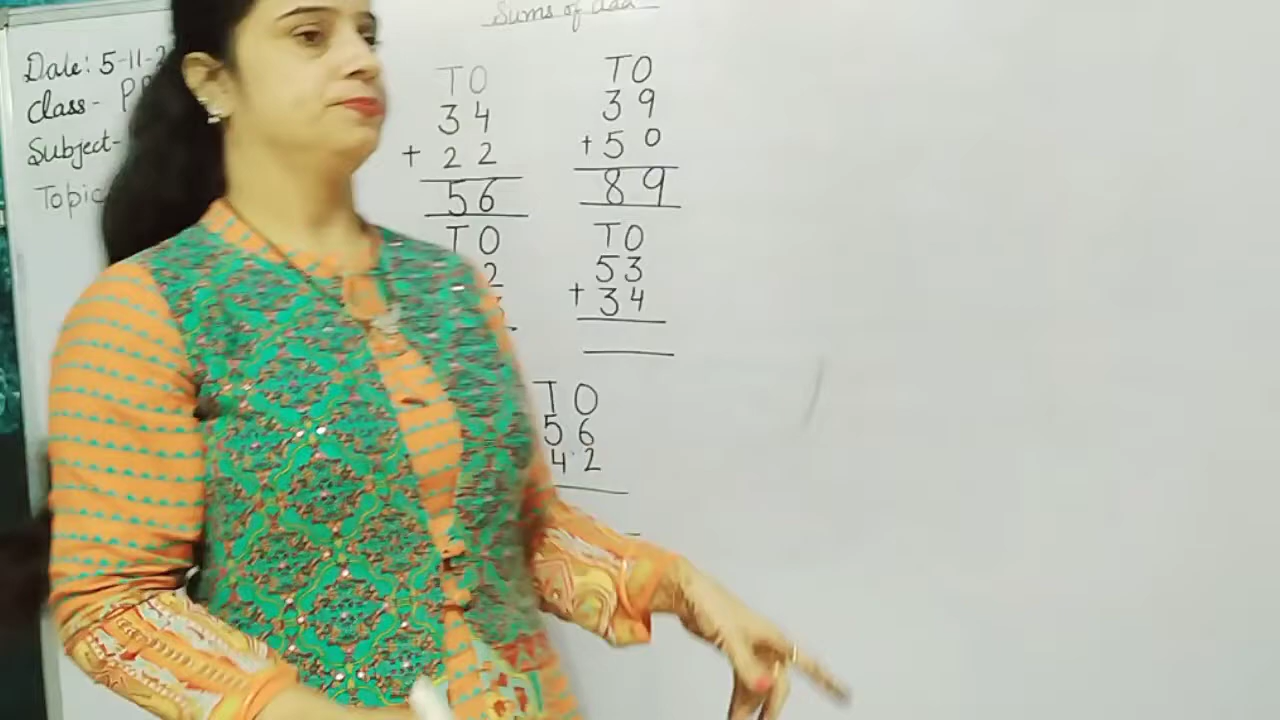 Sums of add
Date: 5-11-2
Class- P
Subject-
Topic
T O
3 4
+ 2 2
5 6
T O
3 9
+ 5 0
8 9
T O
2
T O
5 3
+ 3 4
T O
5 6
4 2